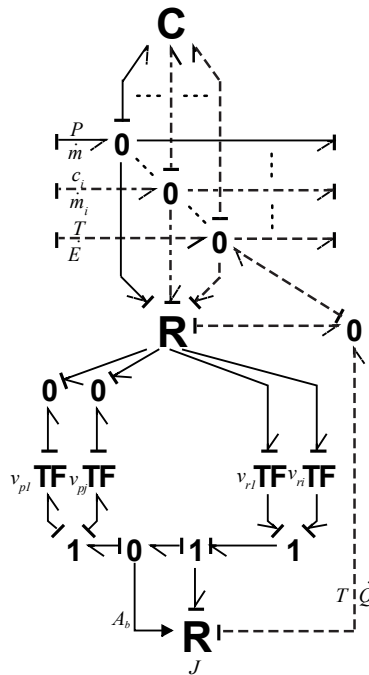 C
P
ṁ
0
c_i
ṁ_i
0
T
Ė
0
R
0
0 0
v_p1 TF v_pj TF v_r1 TF v_ri TF
1 0 1 1
T Q̇
A_b
R
J